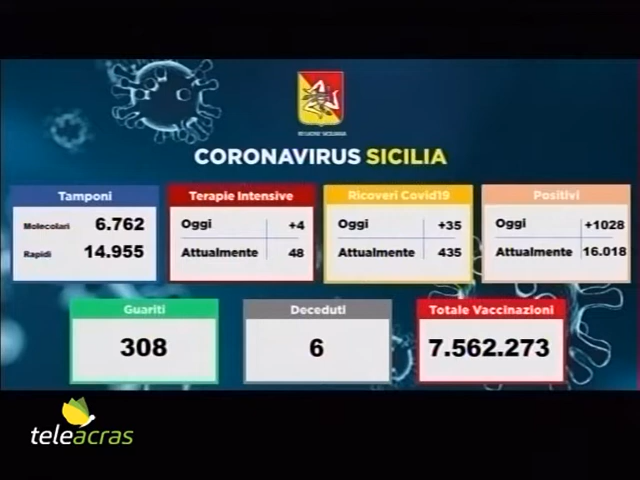 REGIONE SICILIANA
CORONAVIRUS SICILIA
Tamponi
Molecolari 6.762
Rapidi 14.955
Terapie Intensive
Oggi +4
Attualmente 48
Ricoveri Covid19
Oggi +35
Attualmente 435
Positivi
Oggi +1028
Attualmente 16.018
Guariti
308
Deceduti
6
Totale Vaccinazioni
7.562.273
teleacras